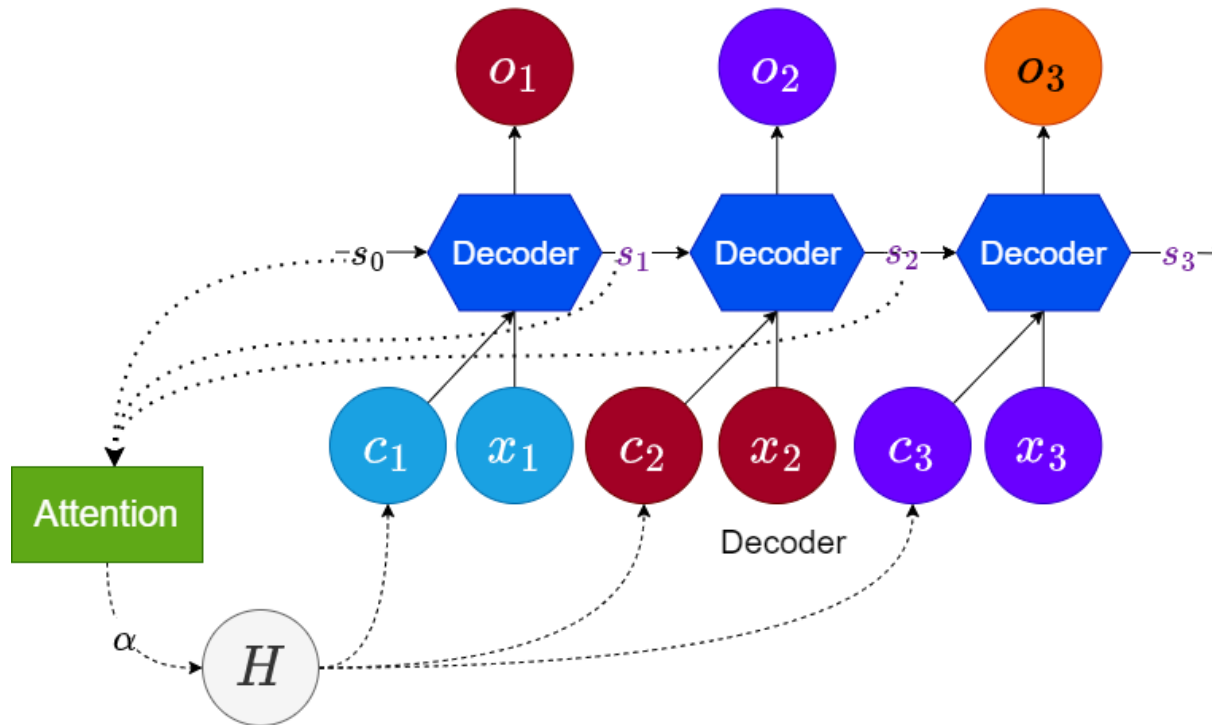 o₁ o₂ o₃
s₀ Decoder s₁ Decoder s₂ Decoder s₃
c₁ x₁ c₂ x₂ c₃ x₃
Attention
Decoder
α
H